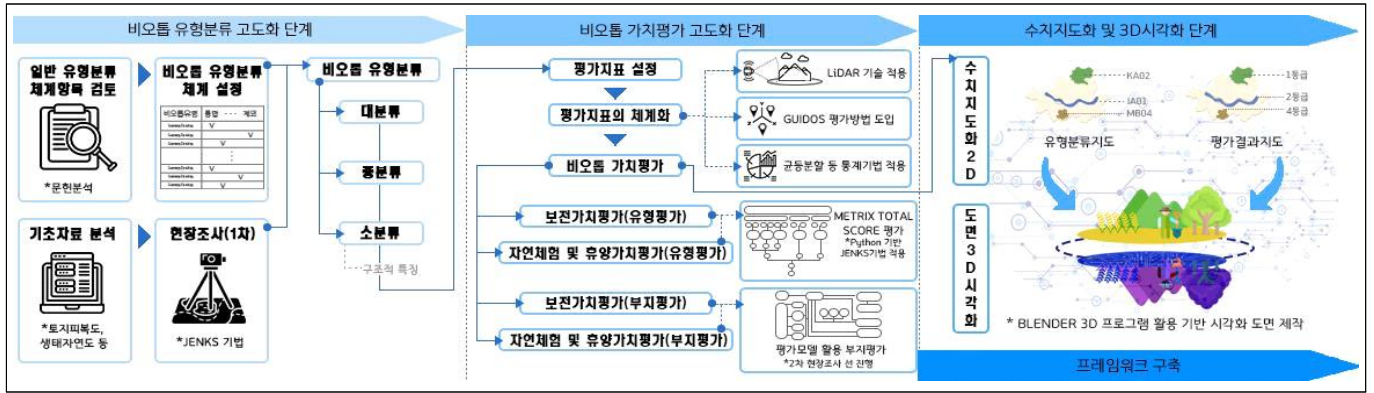 비오톱 유형분류 고도화 단계
일반 유형분류
체계항목 검토
*문헌분석
비오톱 유형분류
체계 설정
비오톱유형 통합 --- 제외
기초자료 분석
*토지피복도,
생태자연도 등
현장조사(1차)
*JENKS 기법
비오톱 유형분류
대분류
중분류
소분류
구조적 특징
비오톱 가치평가 고도화 단계
평가지표 설정
평가지표의 체계화
비오톱 가치평가
LiDAR 기술 적용
GUIDOS 평가방법 도입
균등분할 등 통계기법 적용
보전가치평가(유형평가)
자연체험 및 휴양가치평가(유형평가)
METRIX TOTAL
SCORE 평가
*Python 기반
JENKS기법 적용
보전가치평가(부지평가)
자연체험 및 휴양가치평가(부지평가)
평가모델 활용 부지평가
*2차 현장조사 선 진행
수치지도화 및 3D시각화 단계
수치지도화2D
KA02
IA01
MB04
유형분류지도
1등급
2등급
4등급
평가결과지도
도면3D시각화
* BLENDER 3D 프로그램 활용 기반 시각화 도면 제작
프레임워크 구축